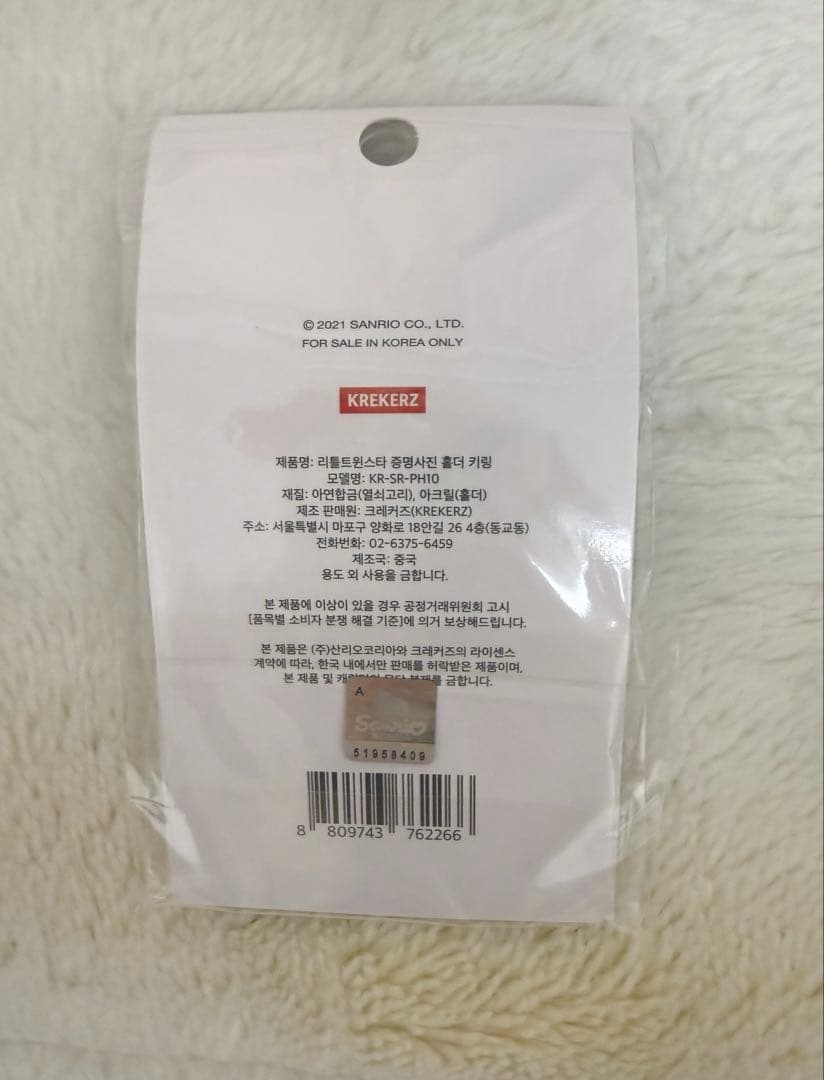 © 2021 SANRIO CO., LTD.
FOR SALE IN KOREA ONLY
KREKERZ
제품명: 리틀트윈스타 증명사진 홀더 키링
모델명: KR-SR-PH10
재질: 아연합금(열쇠고리), 아크릴(홀더)
제조 판매원: 크레커즈(KREKERZ)
주소: 서울특별시 마포구 양화로 18안길 26 4층(동교동)
전화번호: 02-6375-6459
제조국: 중국
용도 외 사용을 금합니다.
본 제품에 이상이 있을 경우 공정거래위원회 고시
[품목별 소비자 분쟁 해결 기준]에 의거 보상해드립니다.
본 제품은 (주)산리오코리아와 크레커즈의 라이센스
계약에 따라, 한국 내에서만 판매를 허락받은 제품이며,
본 제품 및 금합니다.
A
Sanrio
51958409
8 809743 762266